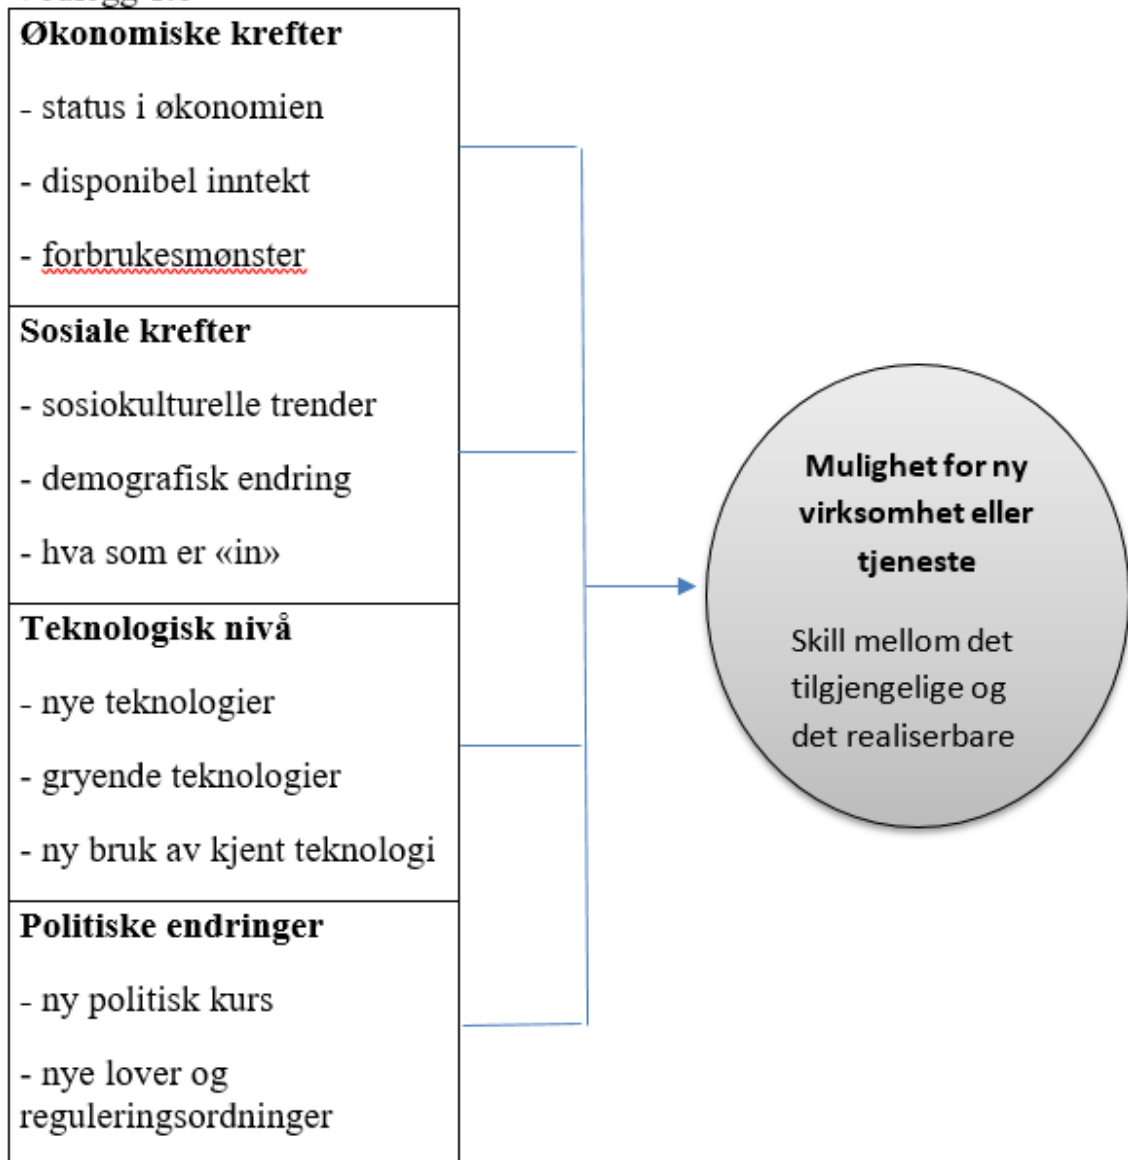 Økonomiske krefter
- status i økonomien
- disponibel inntekt
- forbrukesmønster
Sosiale krefter
- sosiokulturelle trender
- demografisk endring
- hva som er «in»
Teknologisk nivå
- nye teknologier
- gryende teknologier
- ny bruk av kjent teknologi
Politiske endringer
- ny politisk kurs
- nye lover og
reguleringsordninger
Mulighet for ny
virksomhet eller
tjeneste
Skill mellom det
tilgjengelige og
det realiserbare